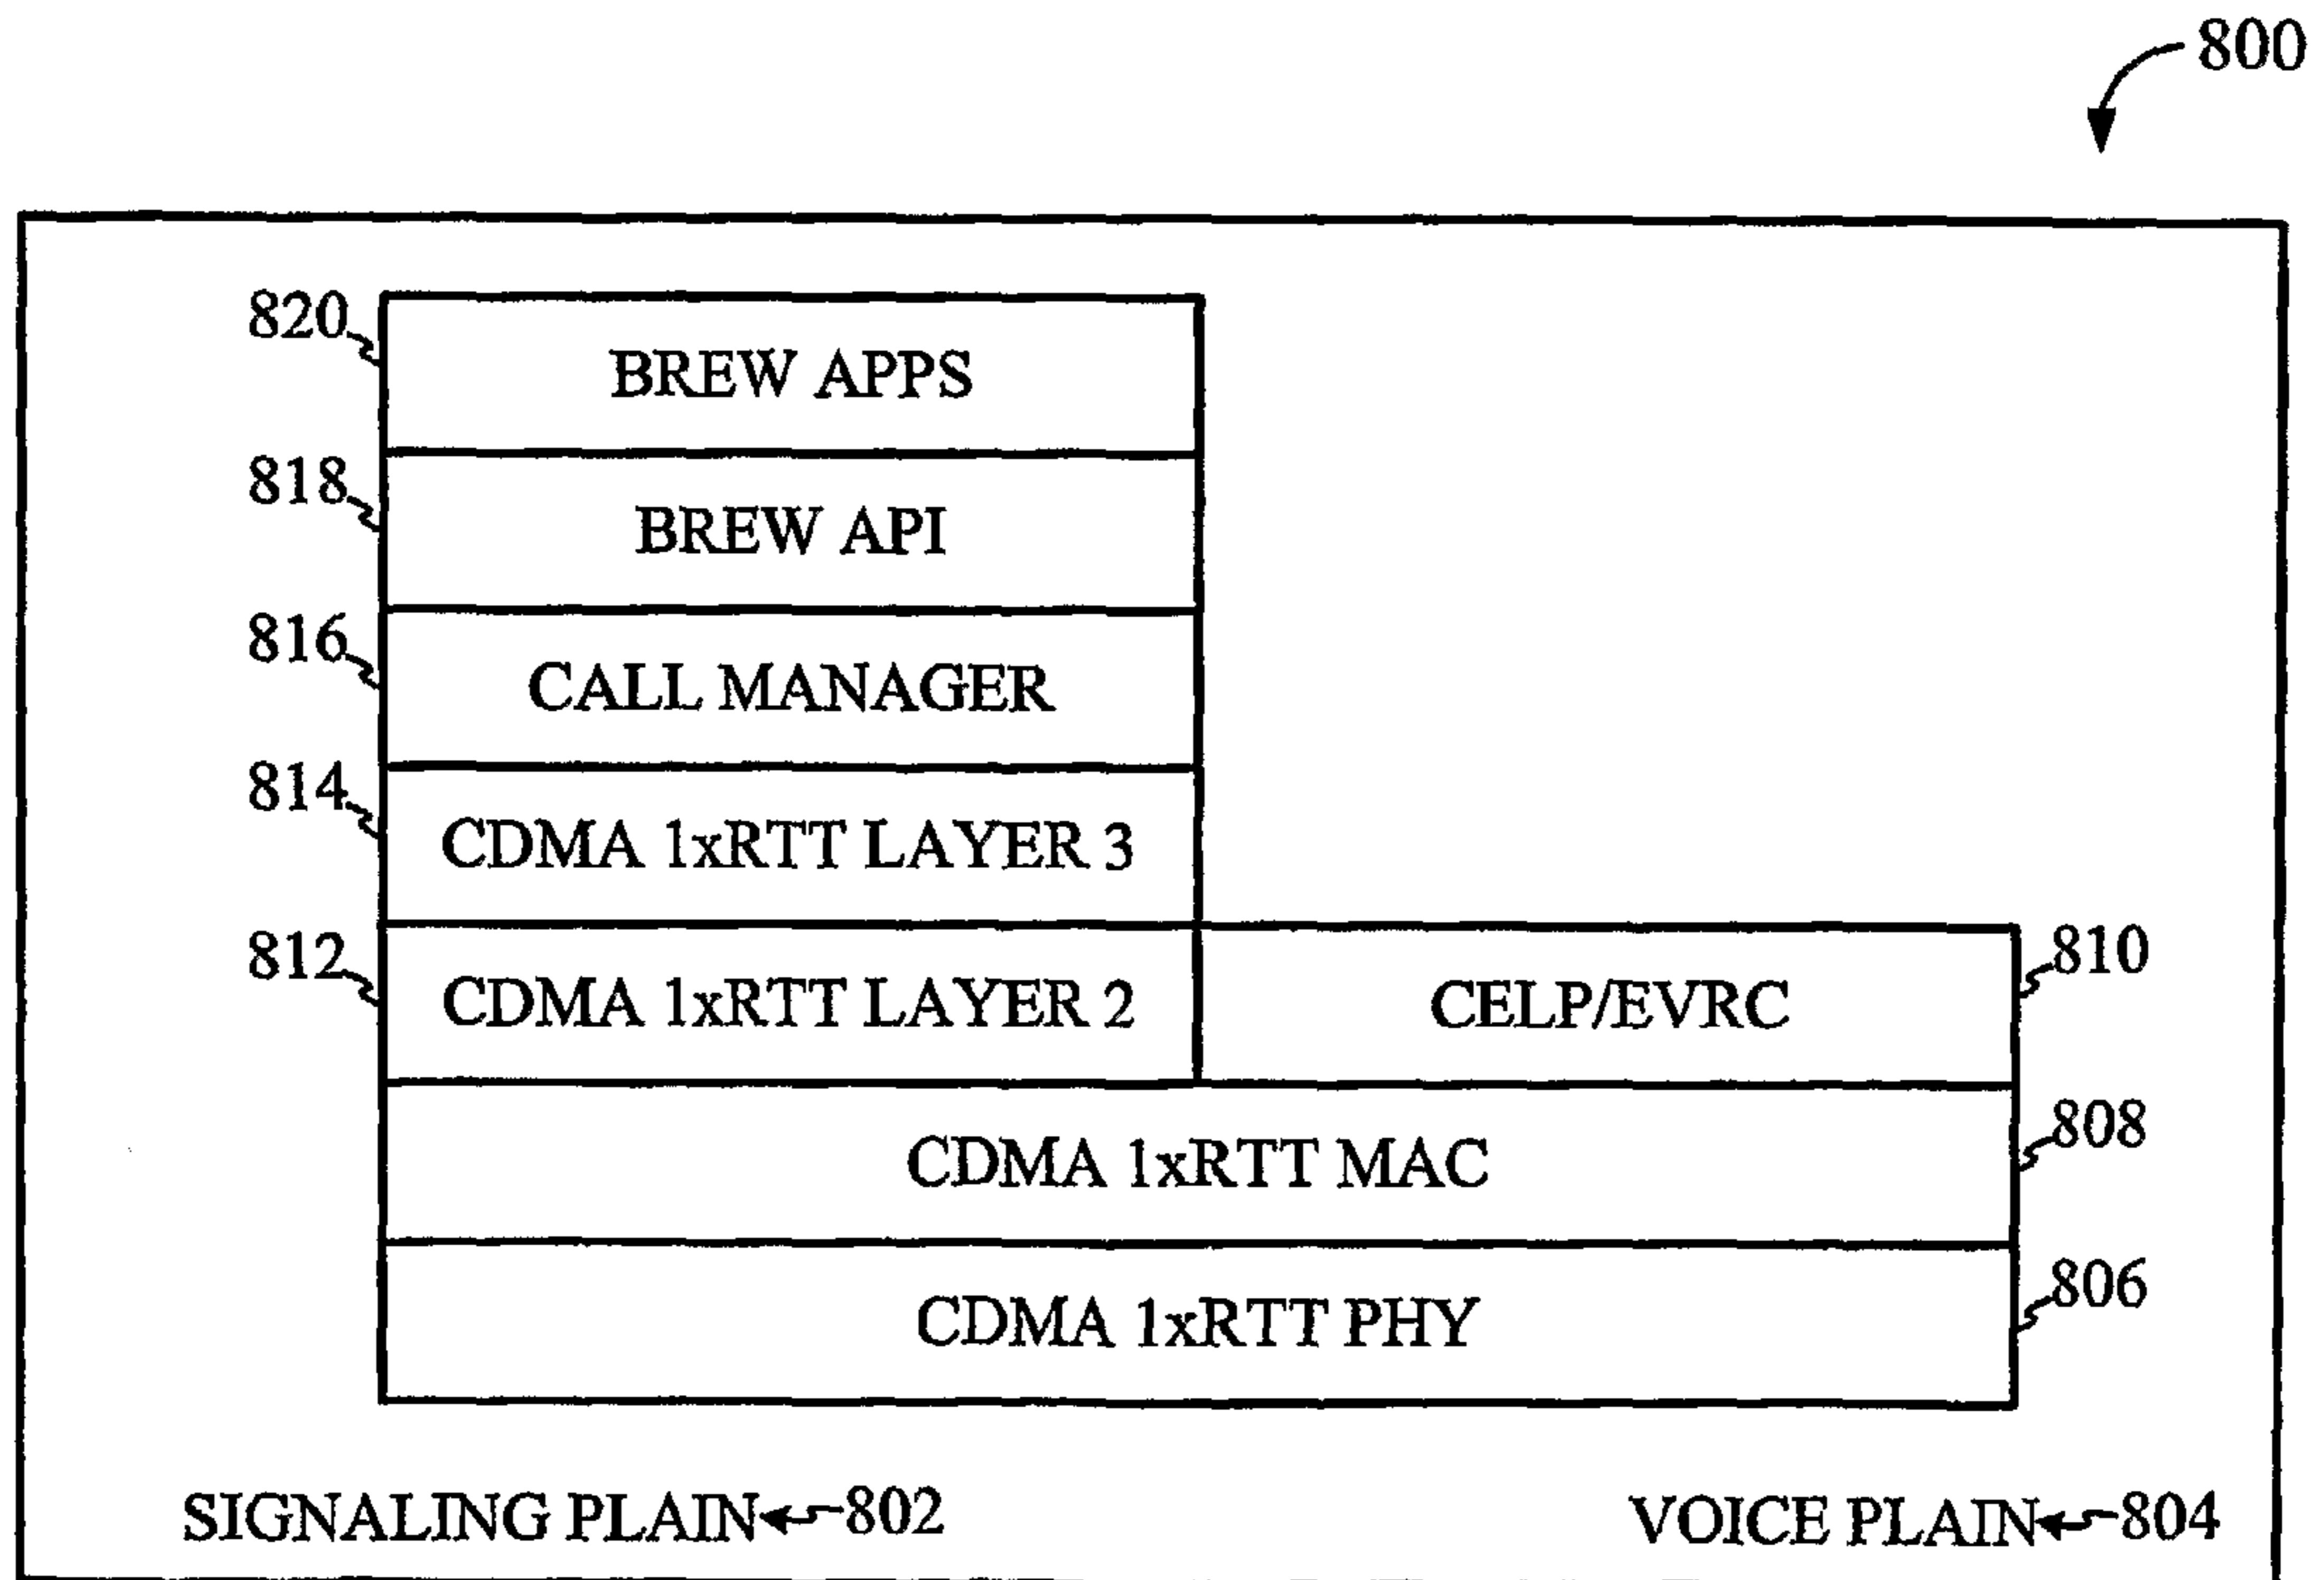 800
820
BREW APPS
818
BREW API
816
CALL MANAGER
814
CDMA 1xRTT LAYER 3
812
CDMA 1xRTT LAYER 2
CELP/EVRC
810
CDMA 1xRTT MAC
808
CDMA 1xRTT PHY
806
SIGNALING PLAIN 802
VOICE PLAIN 804